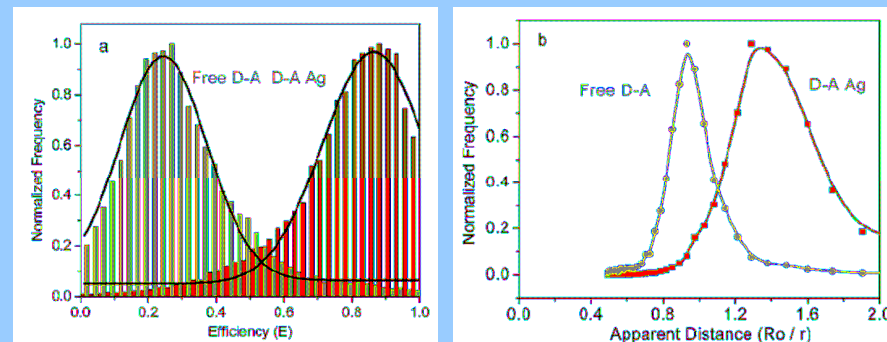 a
Free D-A D-A Ag
Normalized Frequency
1.0
0.8
0.6
0.4
0.2
0.0
0.0 0.2 0.4 0.6 0.8 1.0
Efficiency (E)
b
Free D-A
D-A Ag
Normalized Frequency
1.0
0.8
0.6
0.4
0.2
0.0
0.0 0.4 0.8 1.2 1.6 2.0
Apparent Distance (Ro / r)